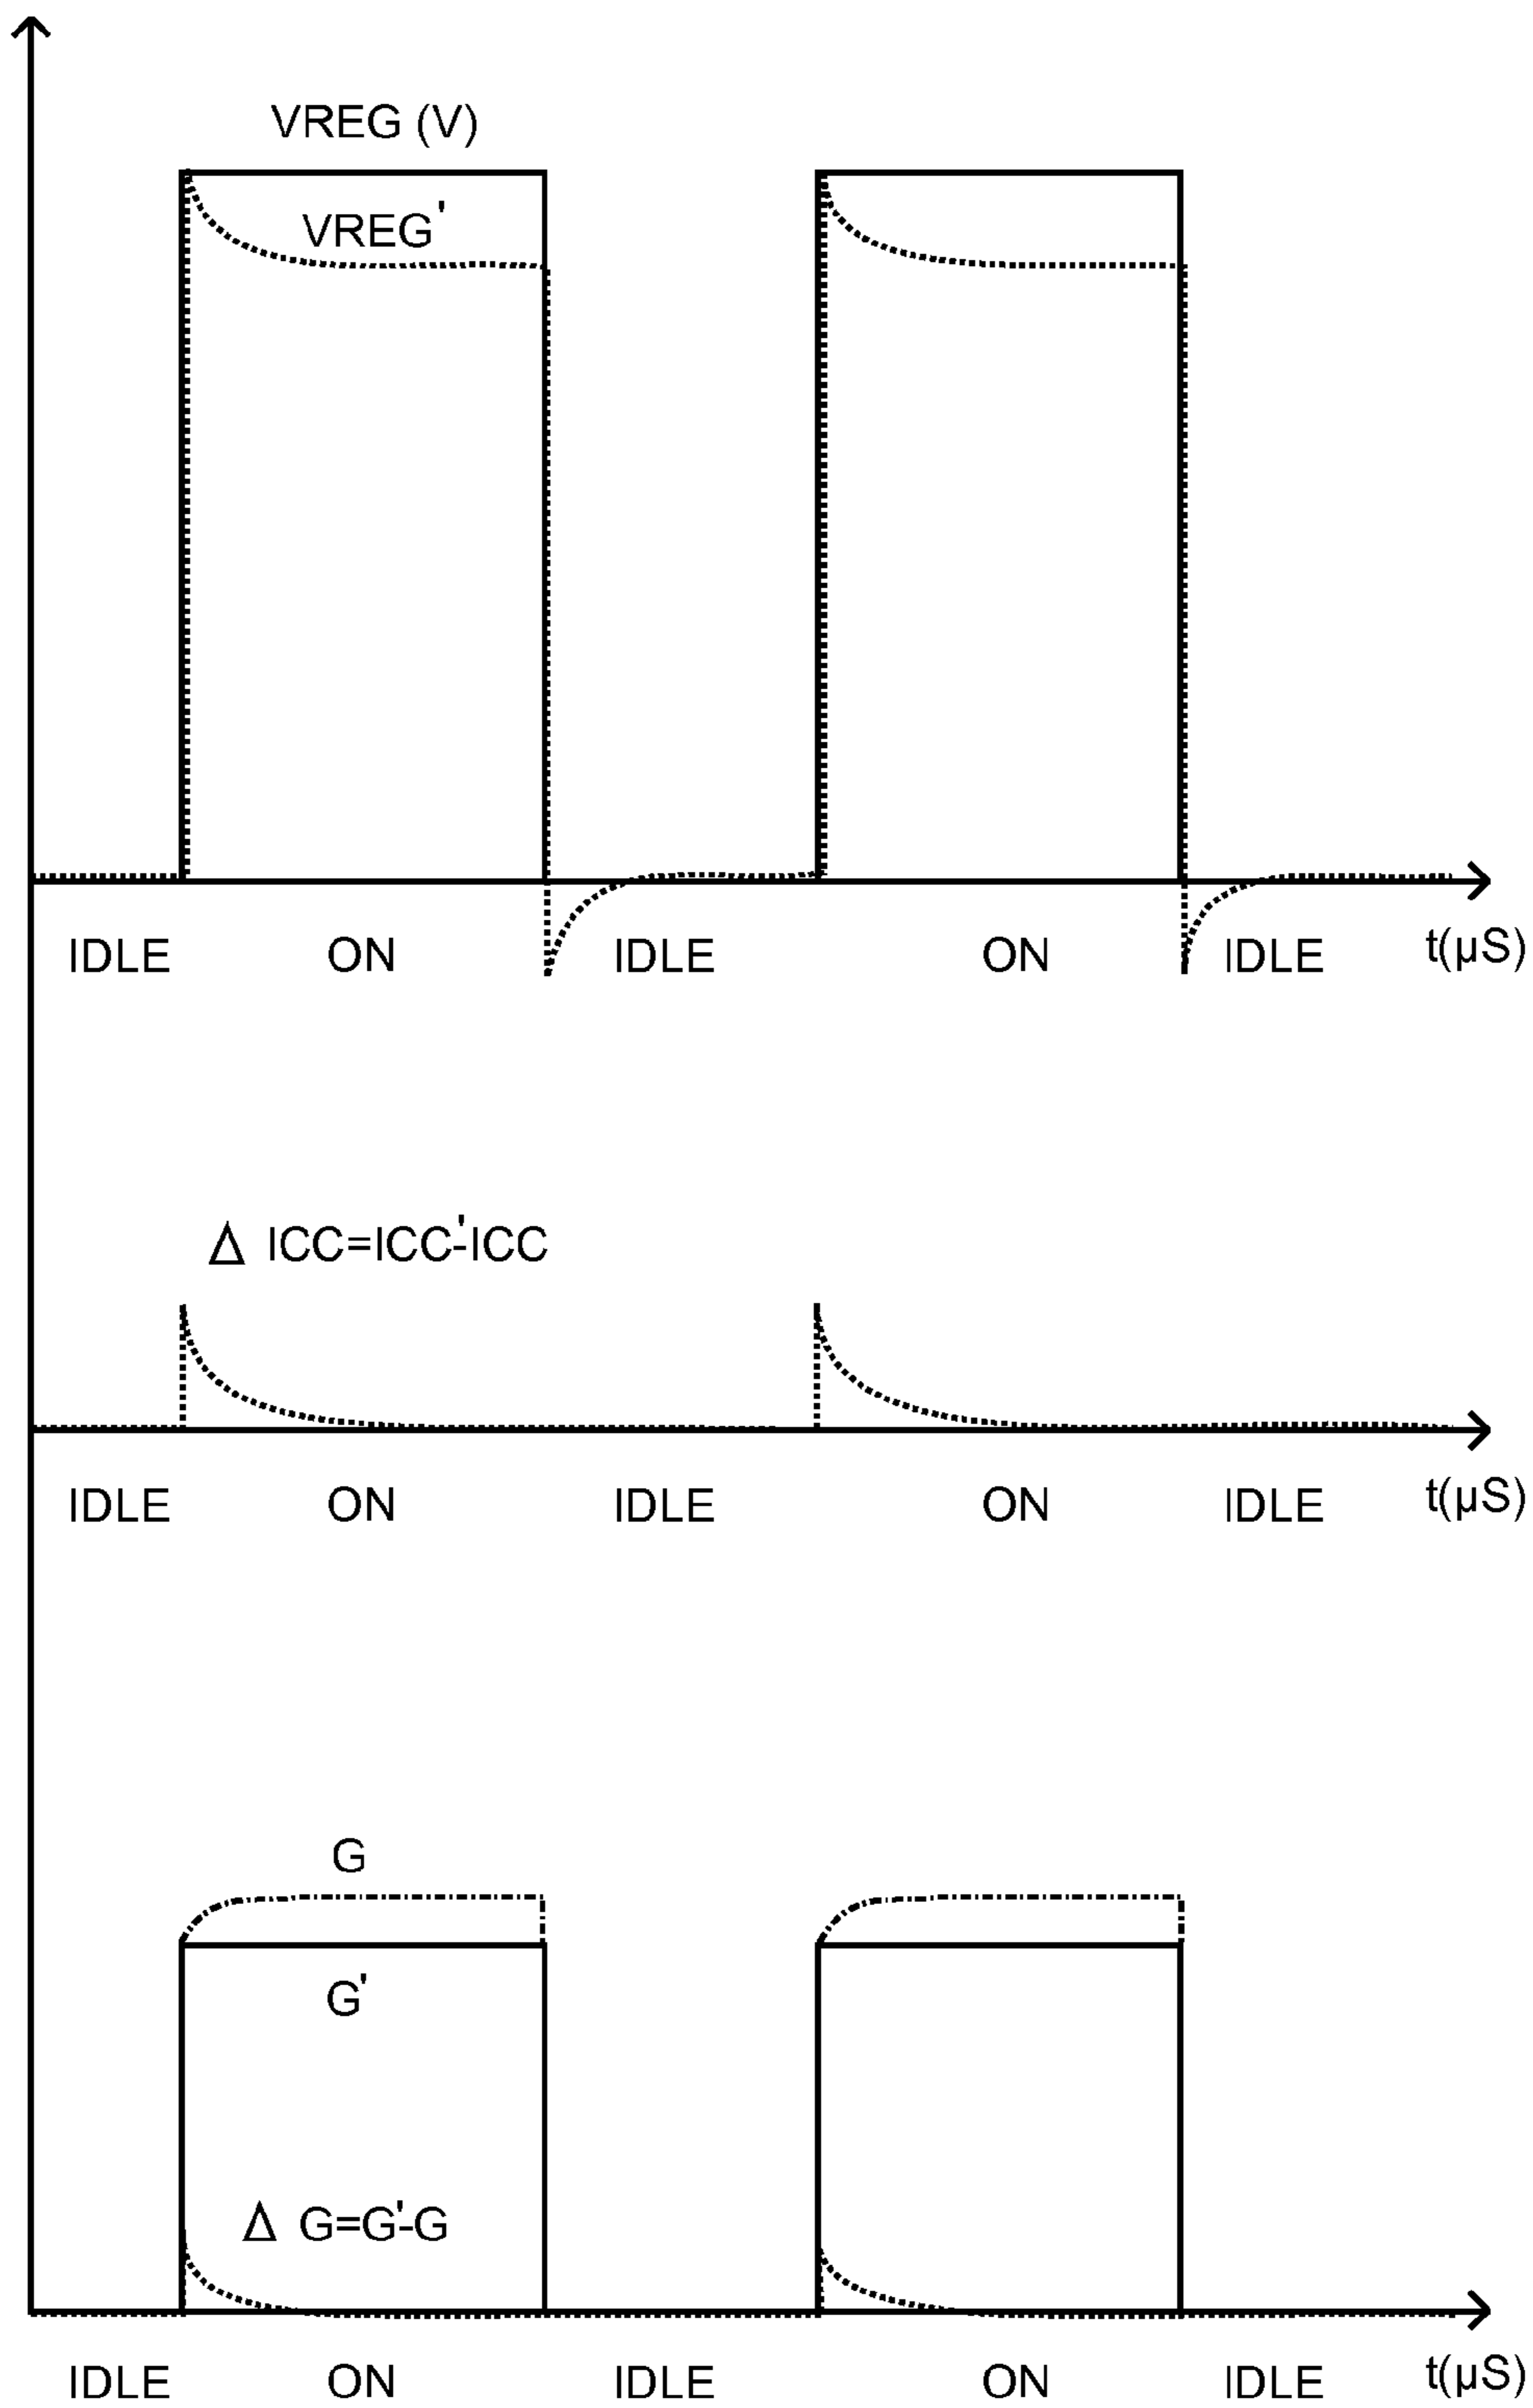 VREG (V)
VREG'
IDLE ON IDLE ON IDLE t(µS)
Δ ICC=ICC'-ICC
IDLE ON IDLE ON IDLE t(µS)
G
G'
Δ G=G'-G
IDLE ON IDLE ON IDLE t(µS)